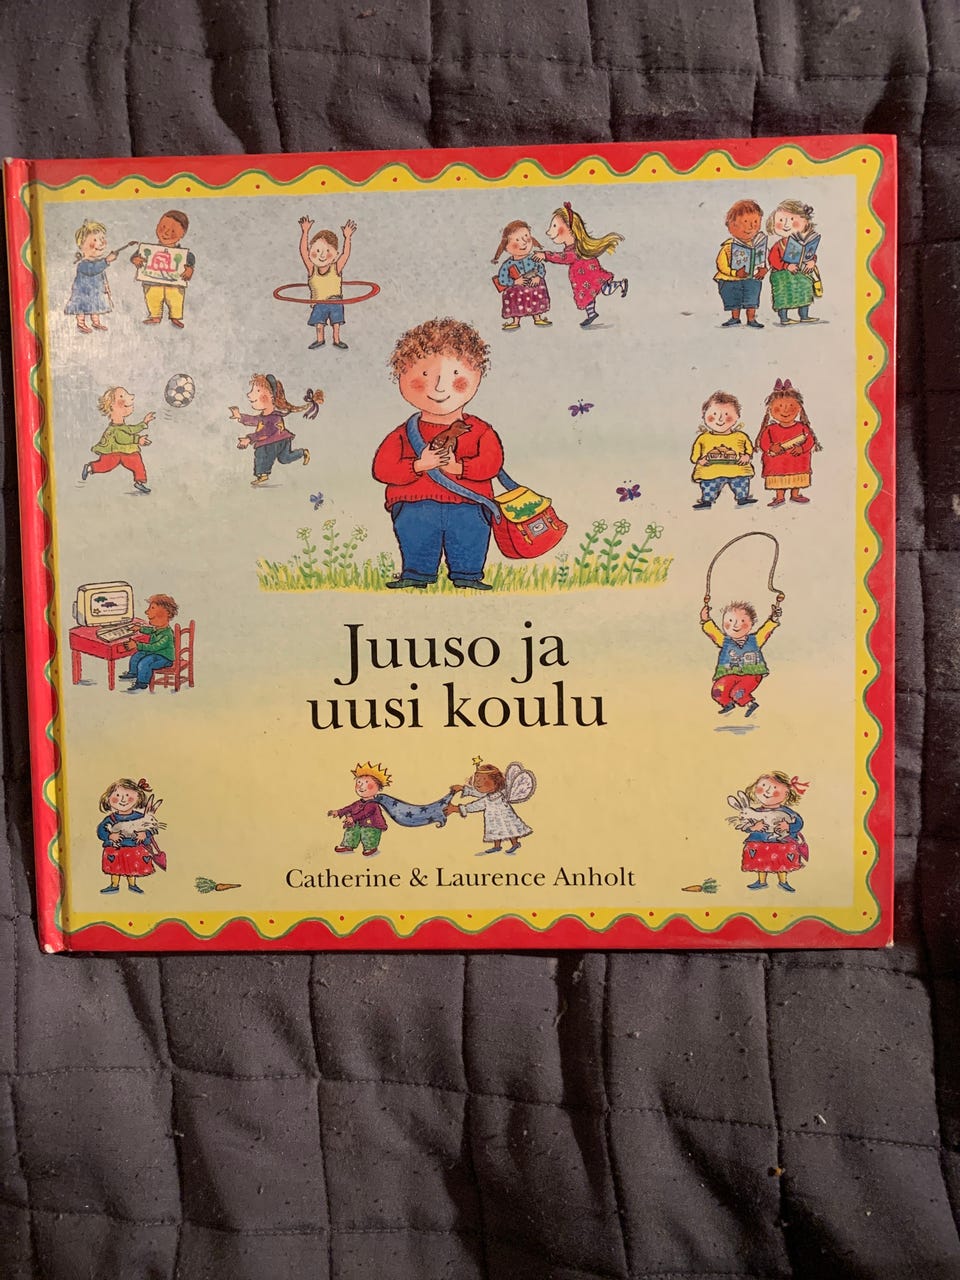 Juuso ja
uusi koulu
Catherine & Laurence Anholt